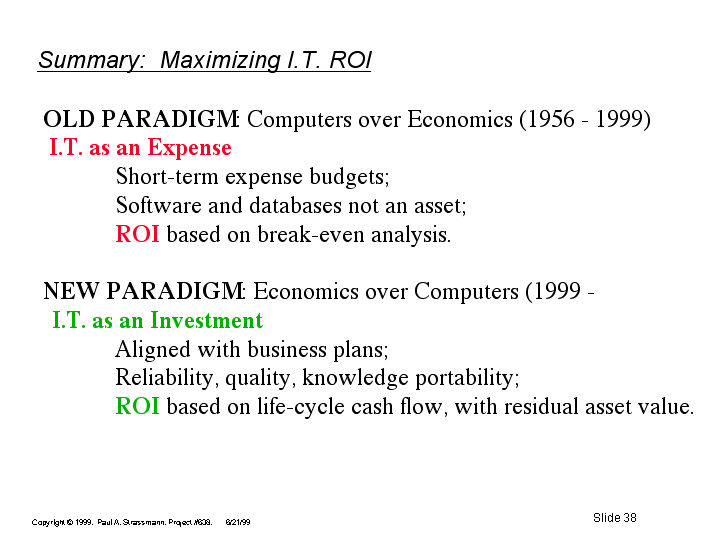 Summary: Maximizing I.T. ROI
OLD PARADIGM: Computers over Economics (1956 - 1999)
I.T. as an Expense
Short-term expense budgets;
Software and databases not an asset;
ROI based on break-even analysis.
NEW PARADIGM: Economics over Computers (1999 -
I.T. as an Investment
Aligned with business plans;
Reliability, quality, knowledge portability;
ROI based on life-cycle cash flow, with residual asset value.
Copyright © 1999. Paul A. Strassmann. Project #638. 6/21/99
Slide 38